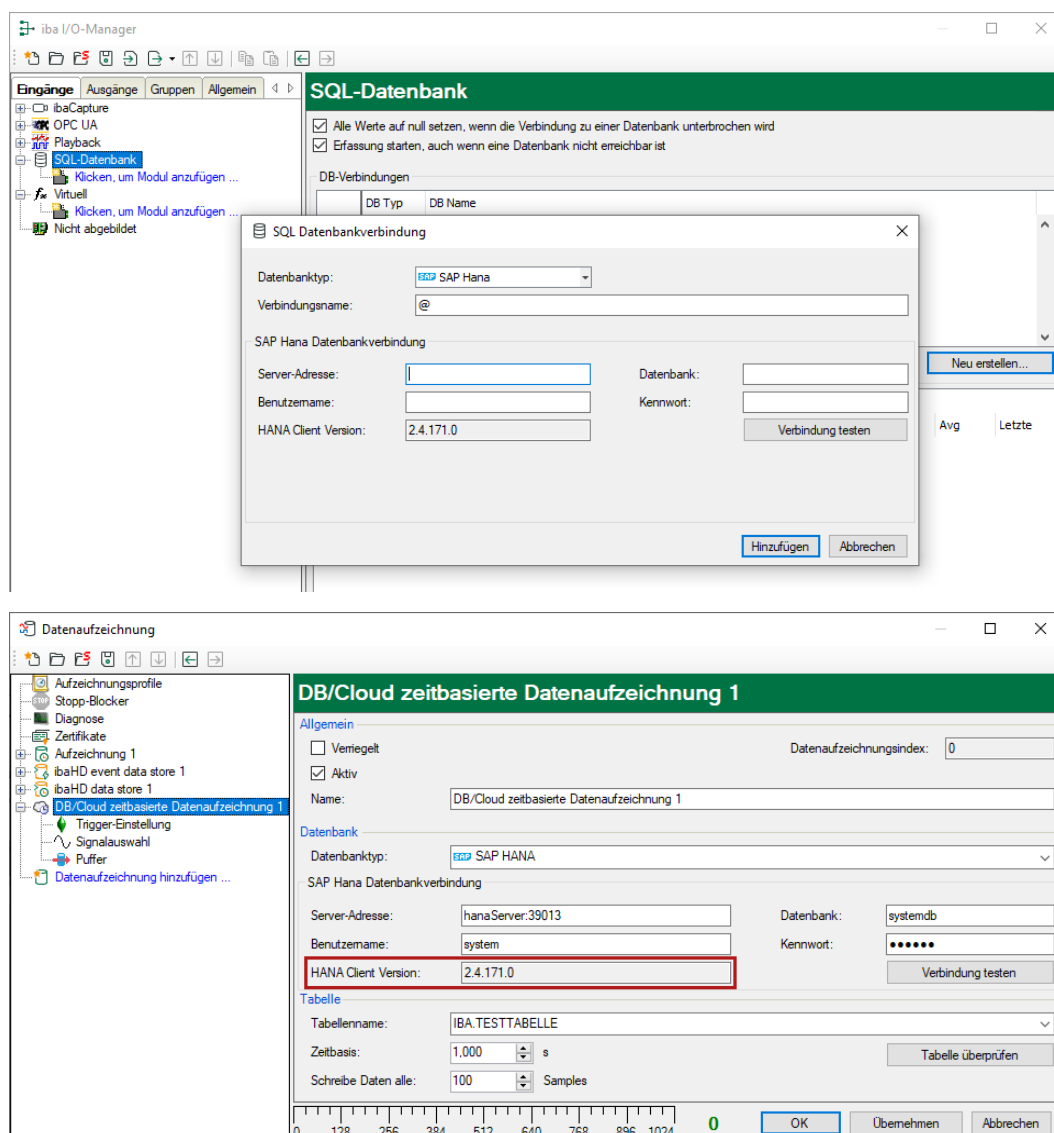 iba I/O-Manager
Eingänge Ausgänge Gruppen Allgemein
SQL-Datenbank
ibaCapture
OPC UA
Playback
SQL-Datenbank
Klicken, um Modul anzufügen ...
Virtuell
Klicken, um Modul anzufügen ...
Nicht abgebildet
Alle Werte auf null setzen, wenn die Verbindung zu einer Datenbank unterbrochen wird
Erfassung starten, auch wenn eine Datenbank nicht erreichbar ist
DB-Verbindungen
DB Typ DB Name
SQL Datenbankverbindung
Datenbanktyp: SAP SAP Hana
Verbindungsname: @
SAP Hana Datenbankverbindung
Server-Adresse: Datenbank:
Benutzername: Kennwort:
HANA Client Version: 2.4.171.0 Verbindung testen
Hinzufügen Abbrechen
Neu erstellen...
Avg Letzte
Datenaufzeichnung
Aufzeichnungsprofile
Stopp-Blocker
Diagnose
Zertifikate
Aufzeichnung 1
ibaHD event data store 1
ibaHD data store 1
DB/Cloud zeitbasierte Datenaufzeichnung 1
Trigger-Einstellung
Signalauswahl
Puffer
Datenaufzeichnung hinzufügen ...
DB/Cloud zeitbasierte Datenaufzeichnung 1
Allgemein
Verriegelt Datenaufzeichnungsindex: 0
Aktiv
Name: DB/Cloud zeitbasierte Datenaufzeichnung 1
Datenbank
Datenbanktyp: SAP SAP HANA
SAP Hana Datenbankverbindung
Server-Adresse: hanaServer:39013 Datenbank: systemdb
Benutzername: system Kennwort: ●●●●●●
HANA Client Version: 2.4.171.0 Verbindung testen
Tabelle
Tabellenname: IBA.TESTTABELLE
Zeitbasis: 1,000 s Tabelle überprüfen
Schreibe Daten alle: 100 Samples
0 128 256 384 512 640 768 896 1024 0 OK Übernehmen Abbrechen